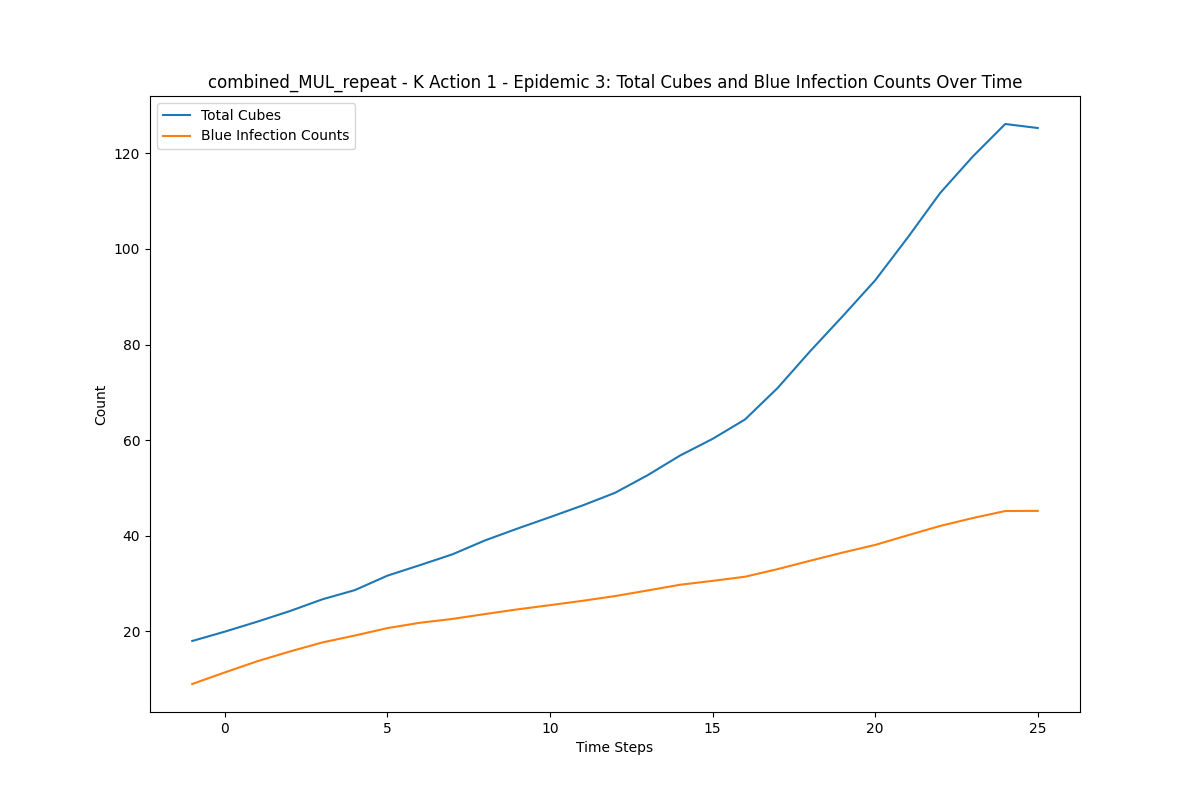 combined_MUL_repeat - K Action 1 - Epidemic 3: Total Cubes and Blue Infection Counts Over Time
Total Cubes
Blue Infection Counts
120
100
80
60
40
20
Count
0 5 10 15 20 25
Time Steps